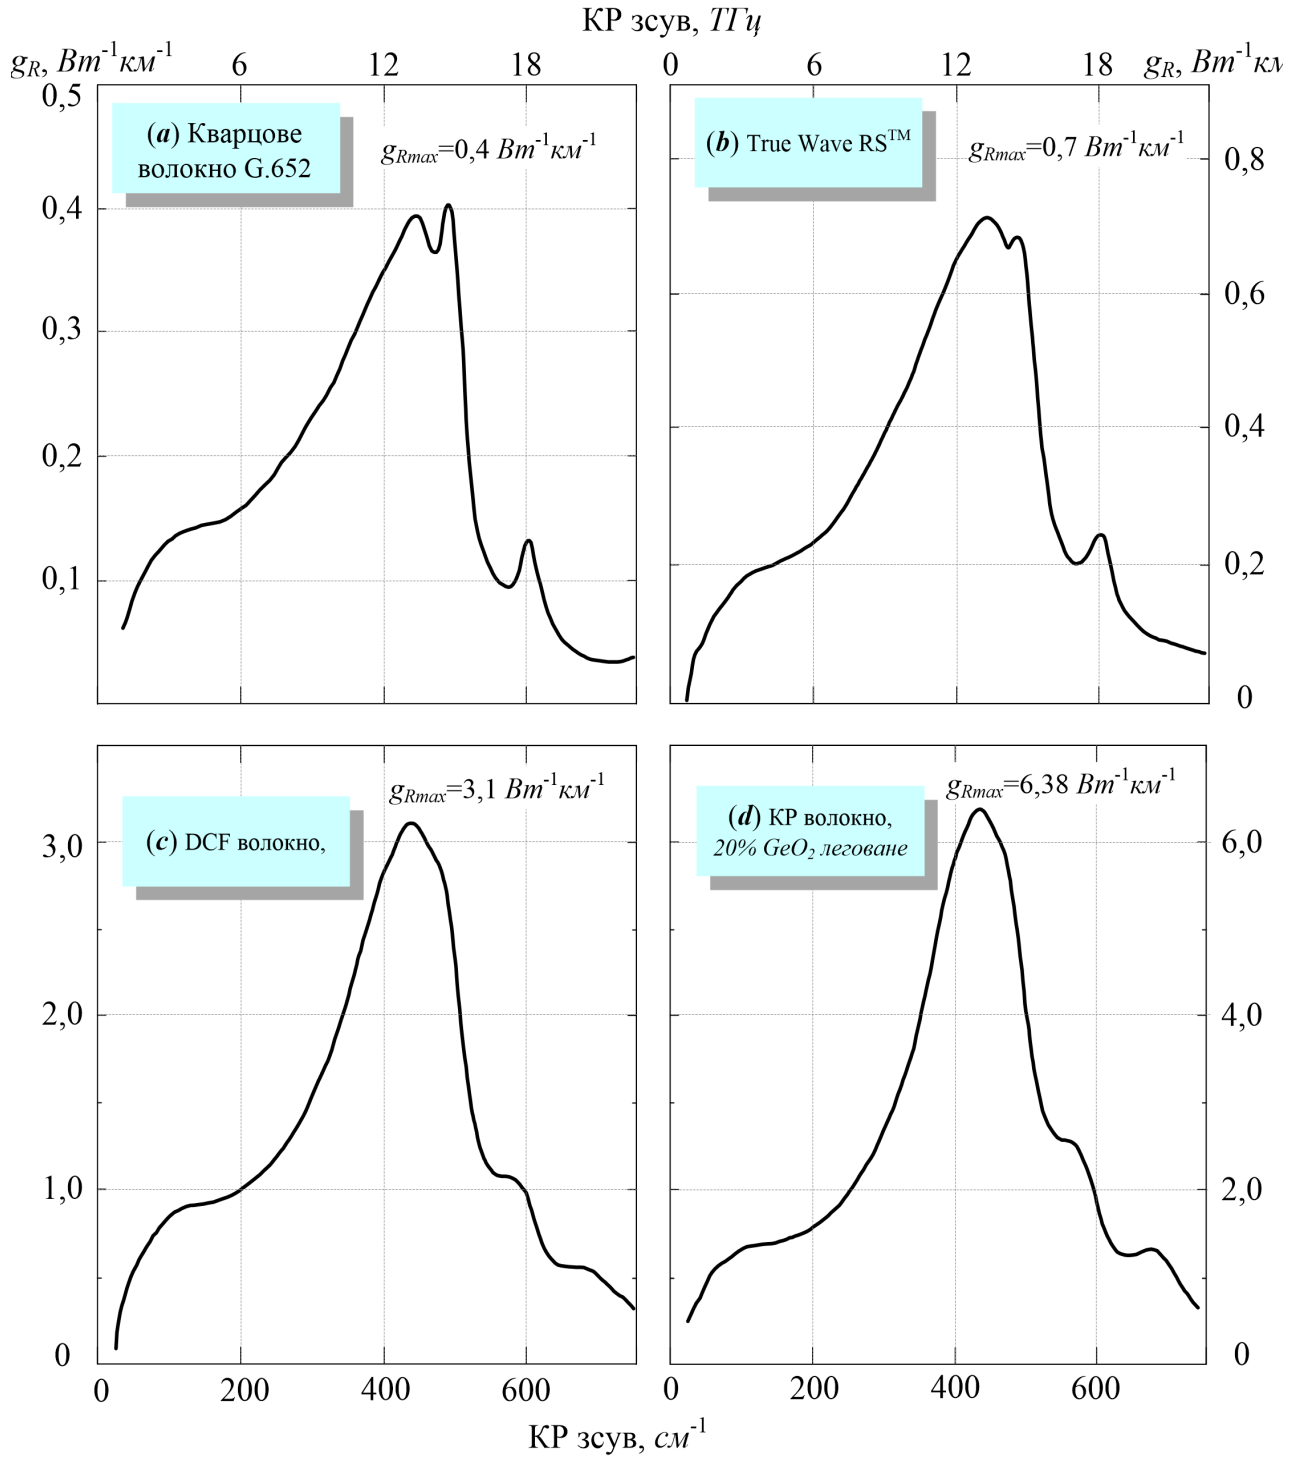 КР зсув, ТГц
g_R, Вт⁻¹км⁻¹ 6 12 18 0 6 12 18 g_R, Вт⁻¹км
0,5
(a) Кварцове
волокно G.652
g_Rmax=0,4 Вт⁻¹км⁻¹
(b) True Wave RS™
g_Rmax=0,7 Вт⁻¹км⁻¹
0,8
0,4
0,3
0,6
0,2
0,4
0,1
0,2
0
g_Rmax=3,1 Вт⁻¹км⁻¹
(c) DCF волокно,
g_Rmax=6,38 Вт⁻¹км⁻¹
(d) КР волокно,
20% GeO₂ леговане
3,0
6,0
2,0
4,0
1,0
2,0
0
0
0 200 400 600 0 200 400 600
КР зсув, см⁻¹